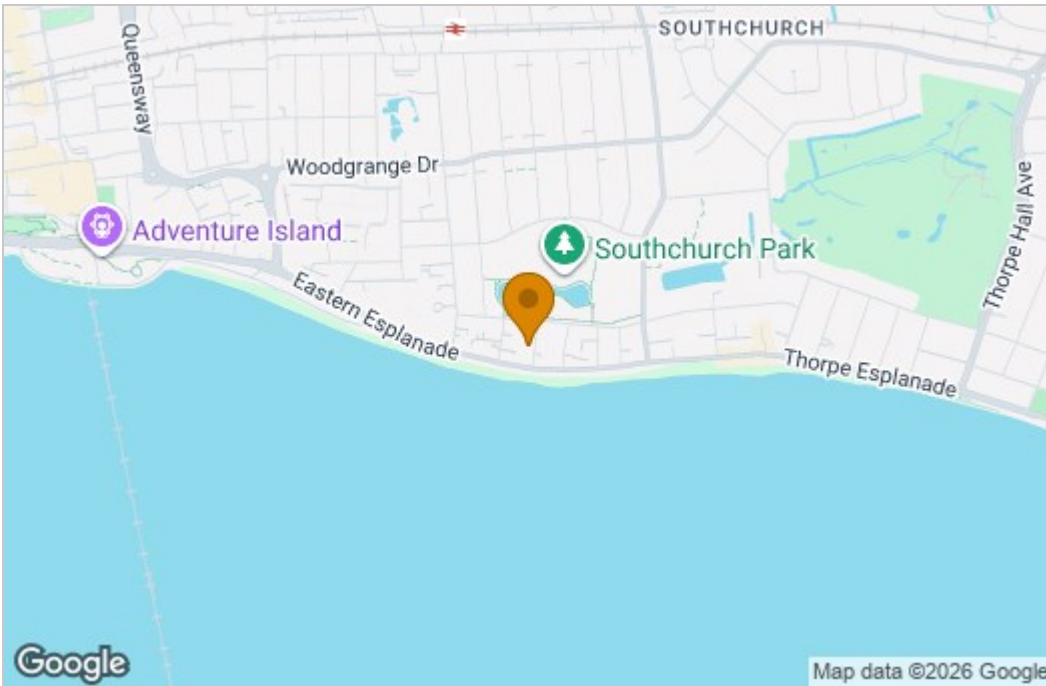 Queensway
SOUTHCHURCH
Woodgrange Dr
Thorpe Hall Ave
Adventure Island
Southchurch Park
Eastern Esplanade
Thorpe Esplanade
Google
Map data ©2026 Google